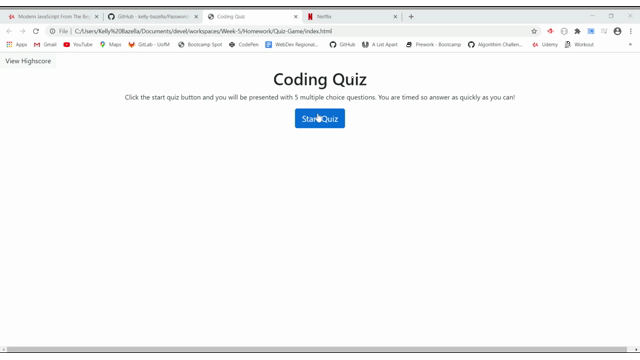 Modern JavaScript From The Be
GitHub - kelly-bazella/Password
Coding Quiz
Netflix
File | C:/Users/Kelly%20Bazella/Documents/devel/workspaces/Week-5/Homework/Quiz-Game/index.html
Apps Gmail YouTube Maps GitLab - UofM Bootcamp Spot CodePen WebDev Regional... GitHub A List Apart Prework - Bootcamp Algorithm Challen... Udemy Workout
View Highscore
Coding Quiz
Click the start quiz button and you will be presented with 5 multiple choice questions. You are timed so answer as quickly as you can!
Start Quiz